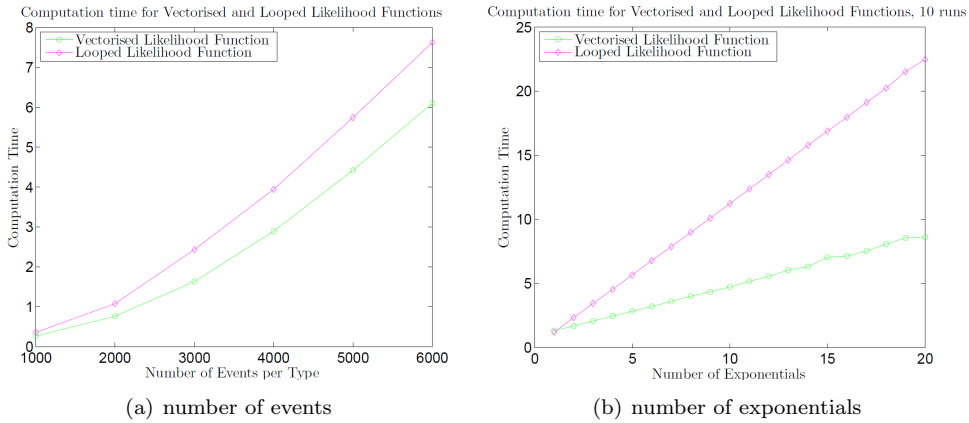 Computation time for Vectorised and Looped Likelihood Functions
8
7
6
5
4
3
2
1
0
Computation Time
Vectorised Likelihood Function
Looped Likelihood Function
1000 2000 3000 4000 5000 6000
Number of Events per Type
(a) number of events
Computation time for Vectorised and Looped Likelihood Functions, 10 runs
25
20
15
10
5
0
Computation Time
Vectorised Likelihood Function
Looped Likelihood Function
0 5 10 15 20
Number of Exponentials
(b) number of exponentials